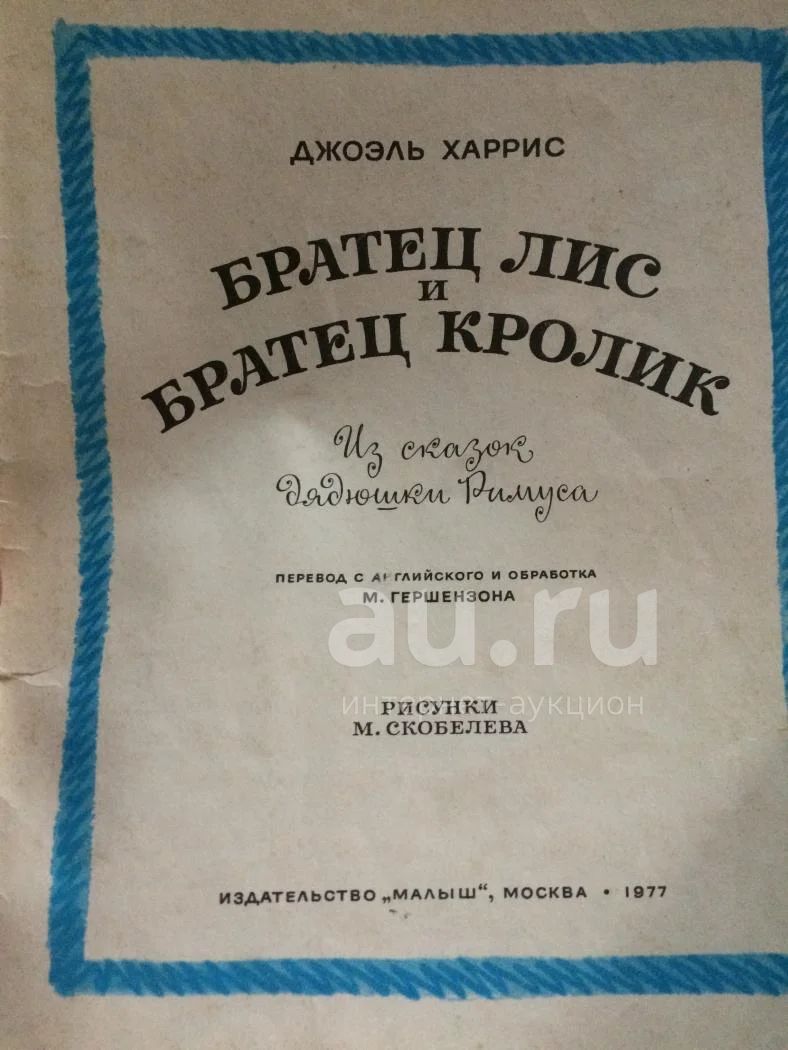 ДЖОЭЛЬ ХАРРИС
БРАТЕЦ ЛИС
И
БРАТЕЦ КРОЛИК
Из сказок
дядюшки Римуса
ПЕРЕВОД С АНГЛИЙСКОГО И ОБРАБОТКА
М. ГЕРШЕНЗОНА
au.ru
интернет-аукцион
РИСУНКИ
М. СКОБЕЛЕВА
ИЗДАТЕЛЬСТВО „МАЛЫШ“, МОСКВА • 1977